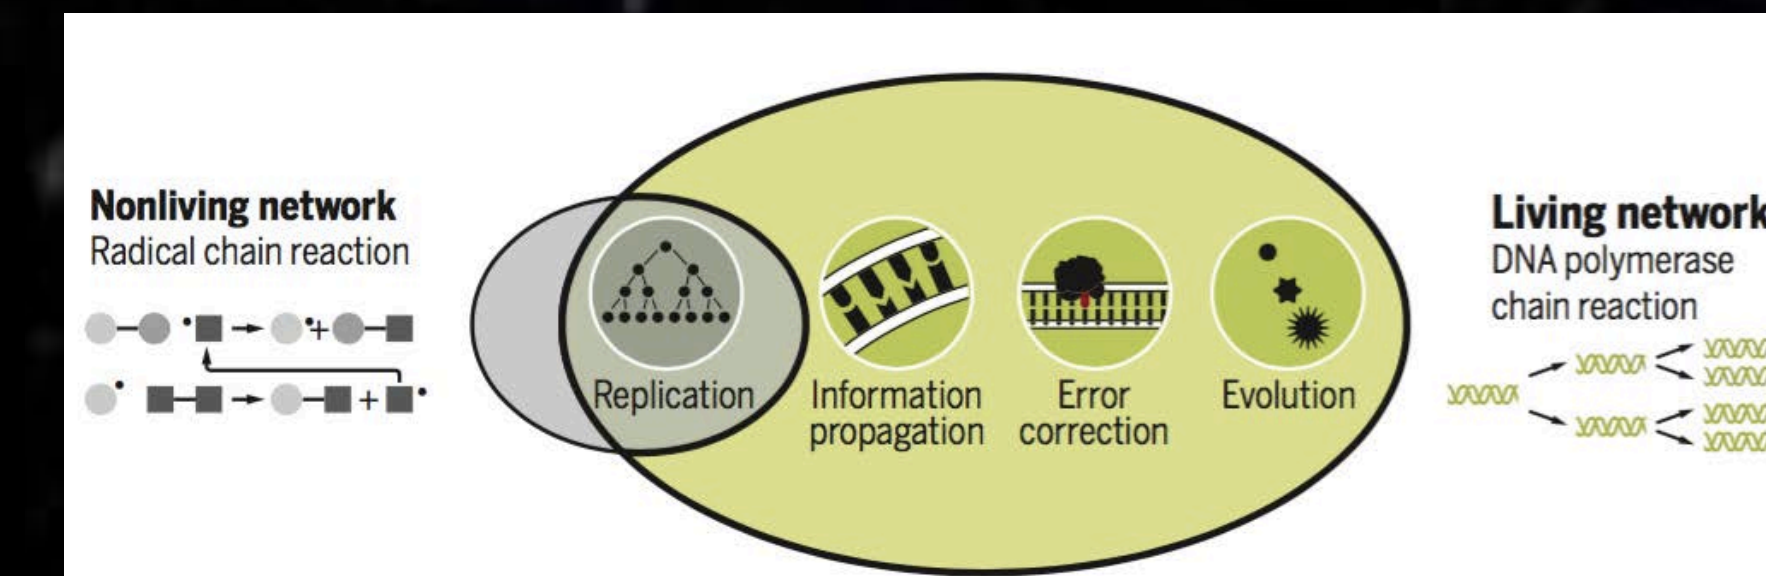 Nonliving network
Radical chain reaction
Replication
Information
propagation
Error
correction
Evolution
Living network
DNA polymerase
chain reaction